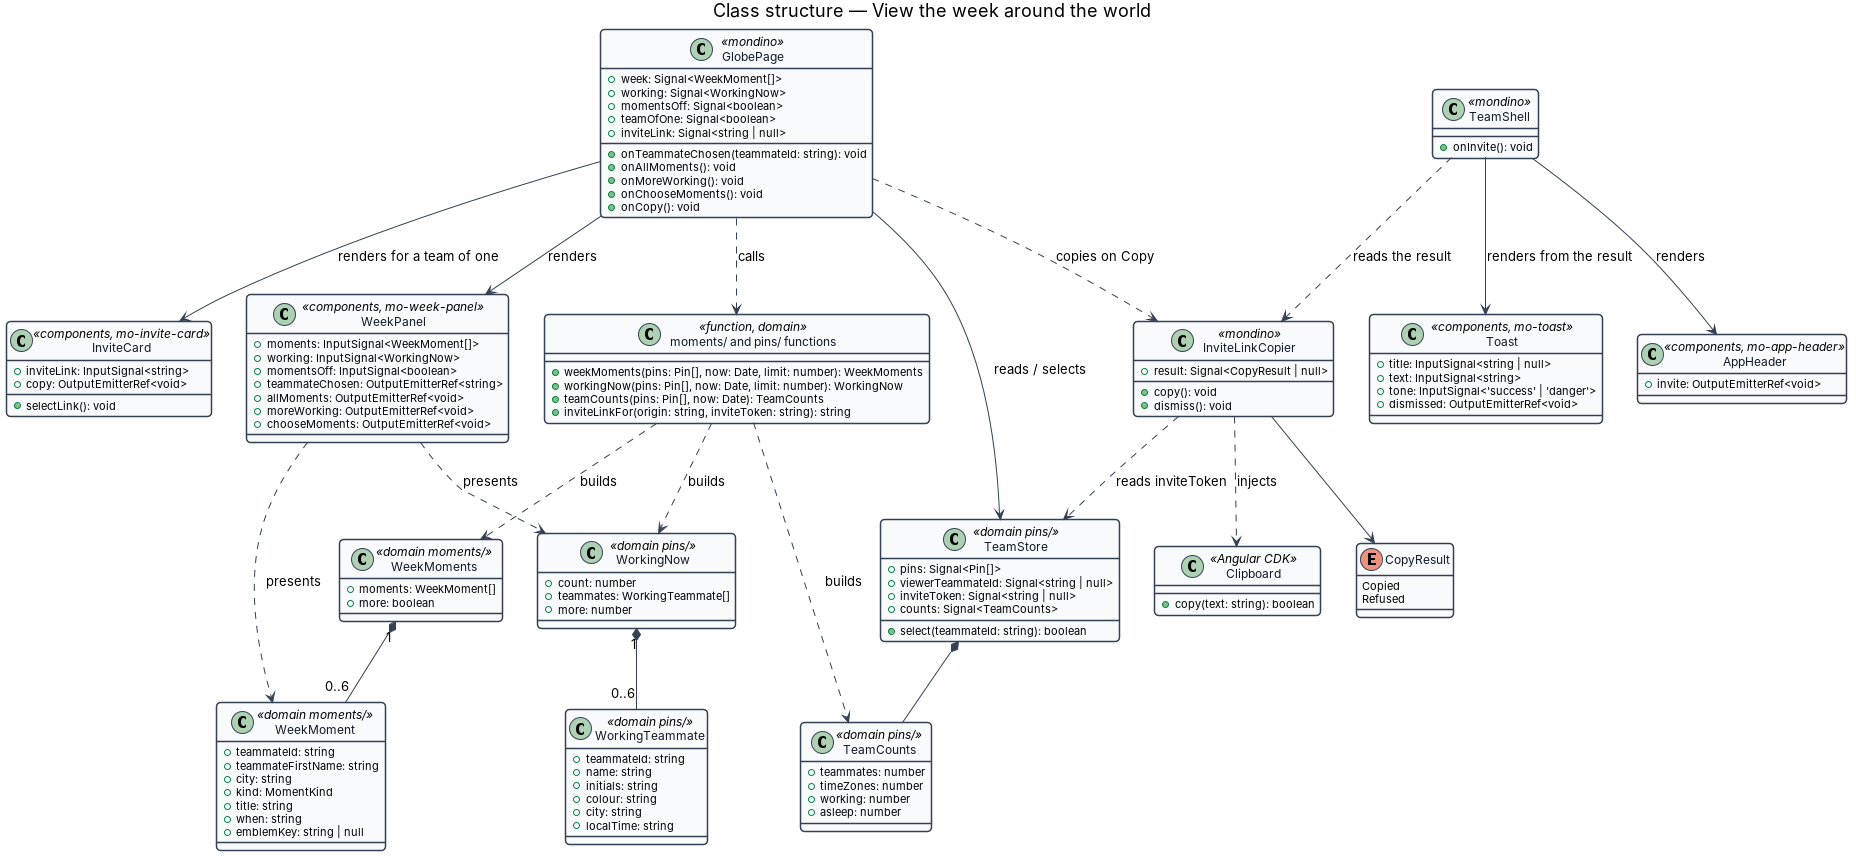 Class structure — View the week around the world
C
«mondino»
GlobePage
week: Signal<WeekMoment[]>
working: Signal<WorkingNow>
momentsOff: Signal<boolean>
teamOfOne: Signal<boolean>
inviteLink: Signal<string | null>
onTeammateChosen(teammateId: string): void
onAllMoments(): void
onMoreWorking(): void
onChooseMoments(): void
onCopy(): void
C
«mondino»
TeamShell
onInvite(): void
renders for a team of one
renders
calls
copies on Copy
reads the result
renders from the result
renders
C
«components, mo-invite-card»
InviteCard
inviteLink: InputSignal<string>
copy: OutputEmitterRef<void>
selectLink(): void
C
«components, mo-week-panel»
WeekPanel
moments: InputSignal<WeekMoment[]>
working: InputSignal<WorkingNow>
momentsOff: InputSignal<boolean>
teammateChosen: OutputEmitterRef<string>
allMoments: OutputEmitterRef<void>
moreWorking: OutputEmitterRef<void>
chooseMoments: OutputEmitterRef<void>
C
«function, domain»
moments/ and pins/ functions
weekMoments(pins: Pin[], now: Date, limit: number): WeekMoments
workingNow(pins: Pin[], now: Date, limit: number): WorkingNow
teamCounts(pins: Pin[], now: Date): TeamCounts
inviteLinkFor(origin: string, inviteToken: string): string
reads / selects
C
«mondino»
InviteLinkCopier
result: Signal<CopyResult | null>
copy(): void
dismiss(): void
C
«components, mo-toast»
Toast
title: InputSignal<string | null>
text: InputSignal<string>
tone: InputSignal<'success' | 'danger'>
dismissed: OutputEmitterRef<void>
C
«components, mo-app-header»
AppHeader
invite: OutputEmitterRef<void>
presents
builds
builds
reads inviteToken
injects
presents
builds
C
«domain moments/»
WeekMoments
moments: WeekMoment[]
more: boolean
C
«domain pins/»
WorkingNow
count: number
teammates: WorkingTeammate[]
more: number
C
«domain pins/»
TeamStore
pins: Signal<Pin[]>
viewerTeammateId: Signal<string | null>
inviteToken: Signal<string | null>
counts: Signal<TeamCounts>
select(teammateId: string): boolean
C
«Angular CDK»
Clipboard
copy(text: string): boolean
E
CopyResult
Copied
Refused
1
0..6
1
0..6
C
«domain moments/»
WeekMoment
teammateId: string
teammateFirstName: string
city: string
kind: MomentKind
title: string
when: string
emblemKey: string | null
C
«domain pins/»
WorkingTeammate
teammateId: string
name: string
initials: string
colour: string
city: string
localTime: string
C
«domain pins/»
TeamCounts
teammates: number
timeZones: number
working: number
asleep: number